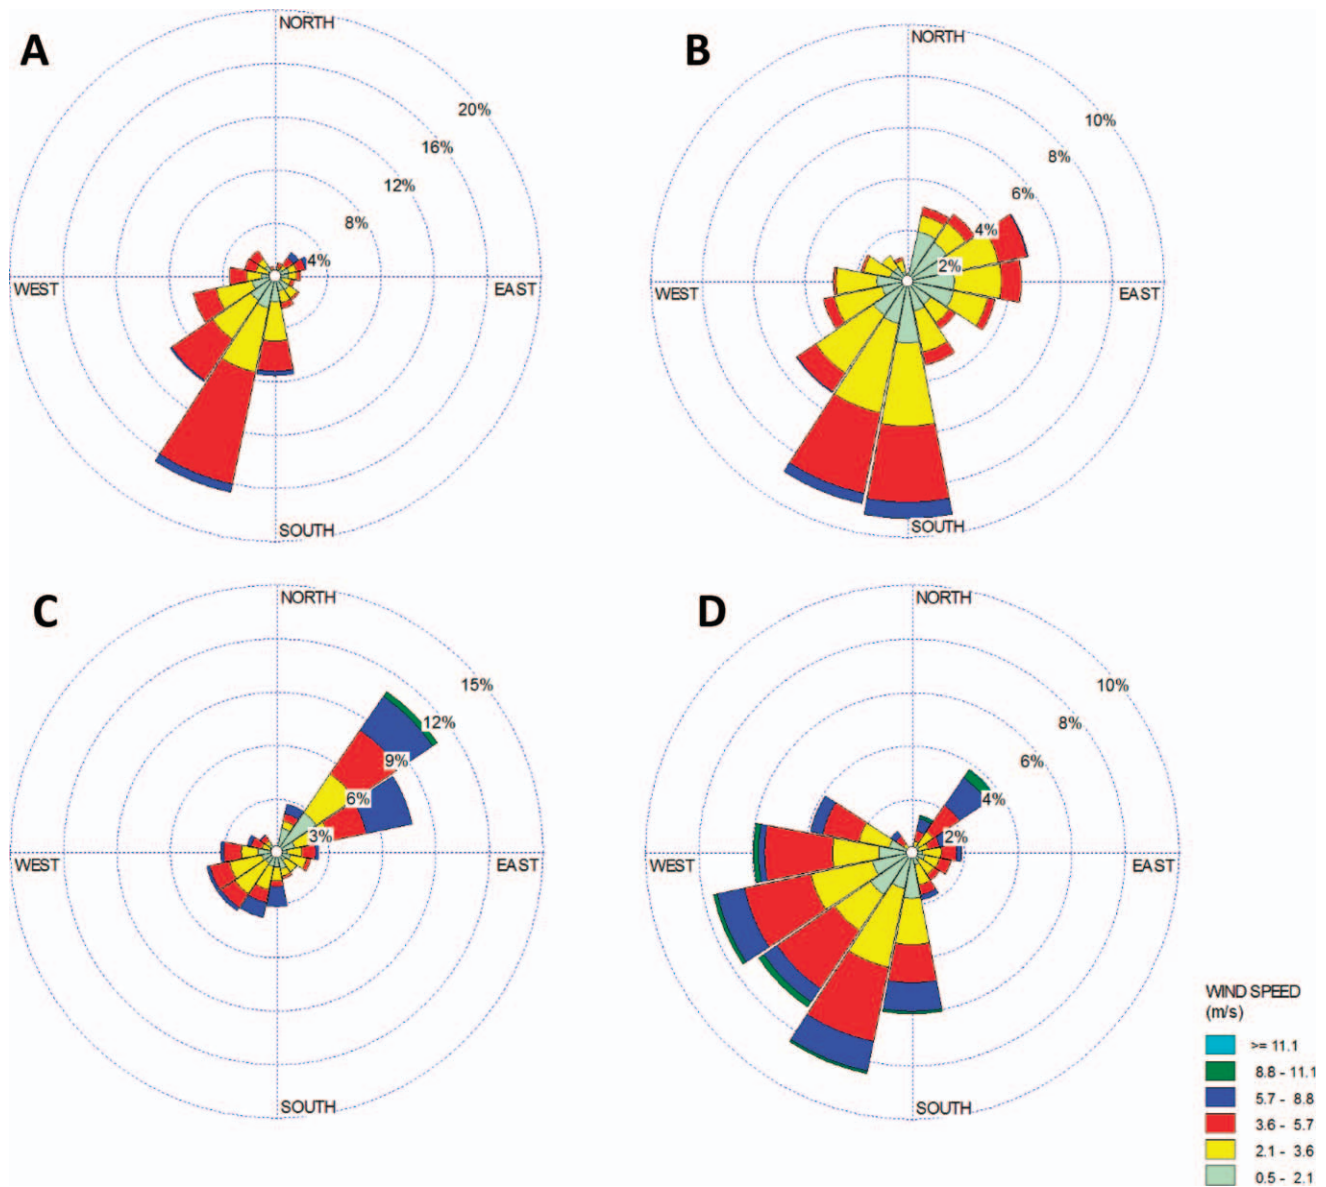 A
NORTH
20%
16%
12%
8%
4%
WEST
EAST
SOUTH
B
NORTH
10%
8%
6%
4%
2%
WEST
EAST
SOUTH
C
NORTH
15%
12%
9%
6%
3%
WEST
EAST
SOUTH
D
NORTH
10%
8%
6%
4%
2%
WEST
EAST
SOUTH
WIND SPEED
(m/s)
>= 11.1
8.8 - 11.1
5.7 - 8.8
3.6 - 5.7
2.1 - 3.6
0.5 - 2.1